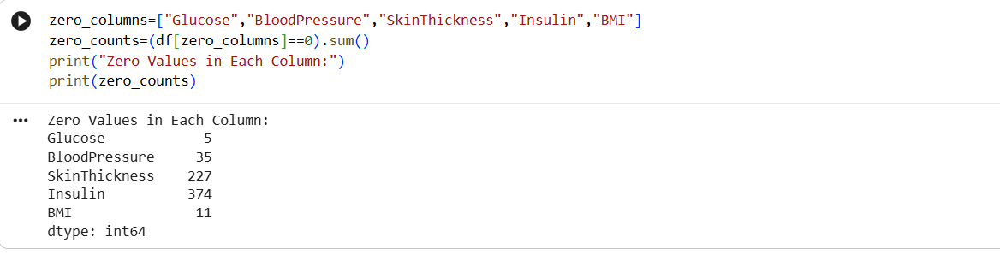 zero_columns=["Glucose","BloodPressure","SkinThickness","Insulin","BMI"]
zero_counts=(df[zero_columns]==0).sum()
print("Zero Values in Each Column:")
print(zero_counts)
Zero Values in Each Column:
Glucose            5
BloodPressure     35
SkinThickness    227
Insulin          374
BMI               11
dtype: int64